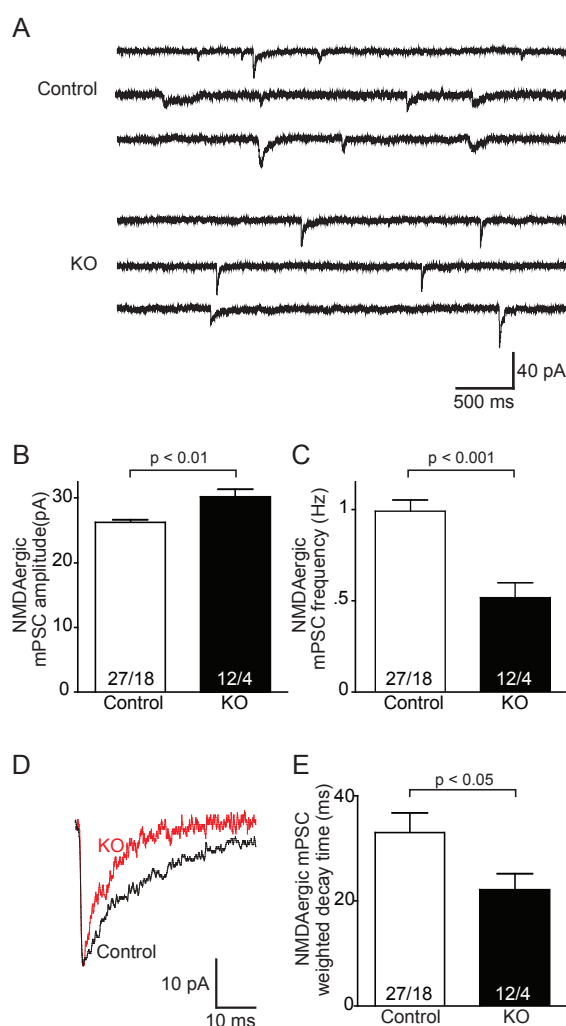 A
Control
KO
40 pA
500 ms
B
p < 0.01
NMDAergic
mPSC amplitude(pA)
30
20
10
0
27/18
12/4
Control
KO
C
p < 0.001
NMDAergic
mPSC frequency (Hz)
1
.5
0
27/18
12/4
Control
KO
D
KO
Control
10 pA
10 ms
E
p < 0.05
NMDAergic mPSC
weighted decay time (ms)
40
20
0
27/18
12/4
Control
KO